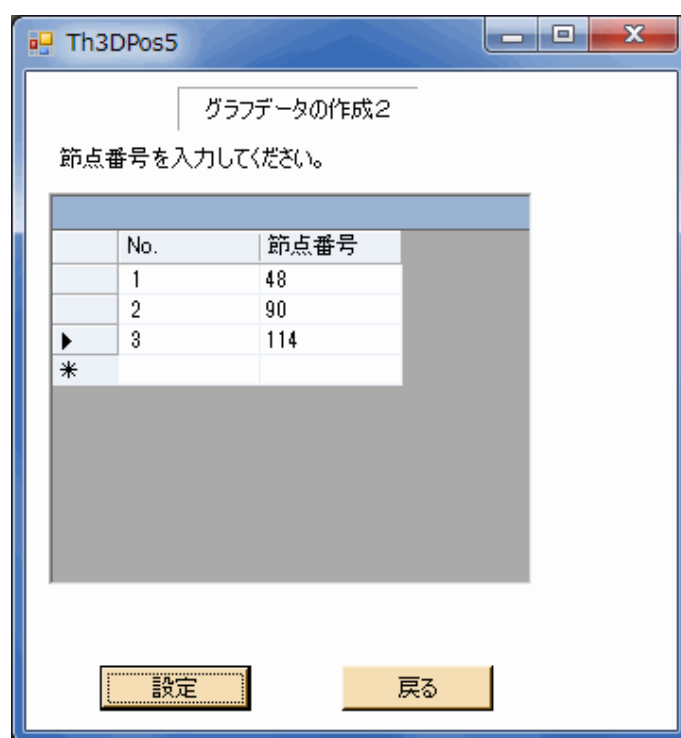 Th3DPos5
グラフデータの作成2
節点番号を入力してください。
No. 節点番号
1 48
2 90
3 114
設定 戻る